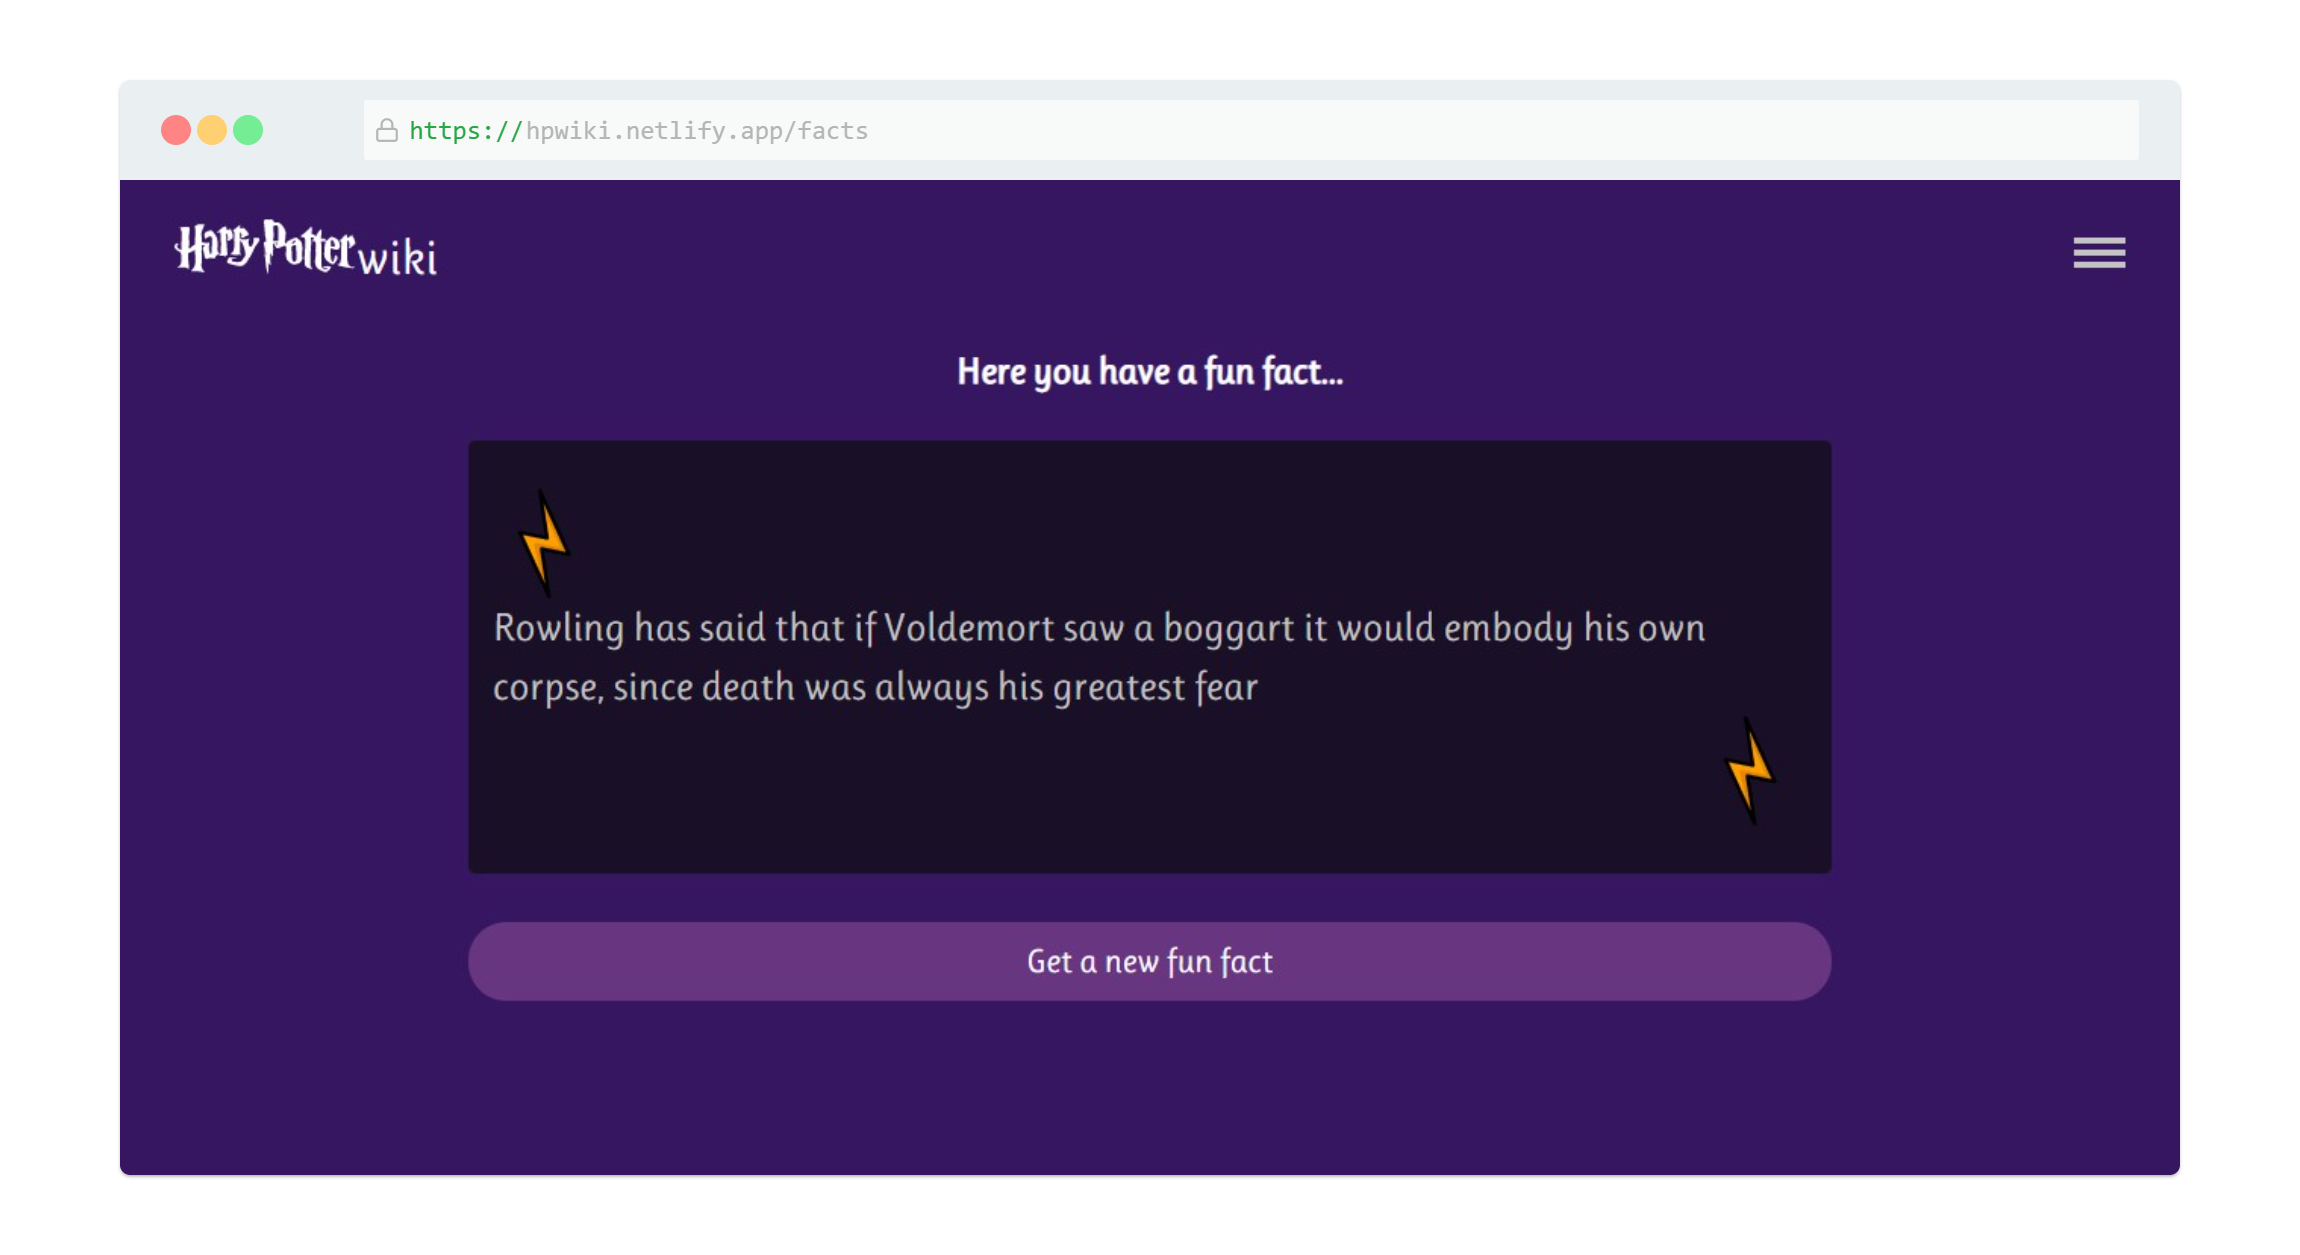 https://hpwiki.netlify.app/facts
Harry Potter wiki
Here you have a fun fact...
Rowling has said that if Voldemort saw a boggart it would embody his own
corpse, since death was always his greatest fear
Get a new fun fact